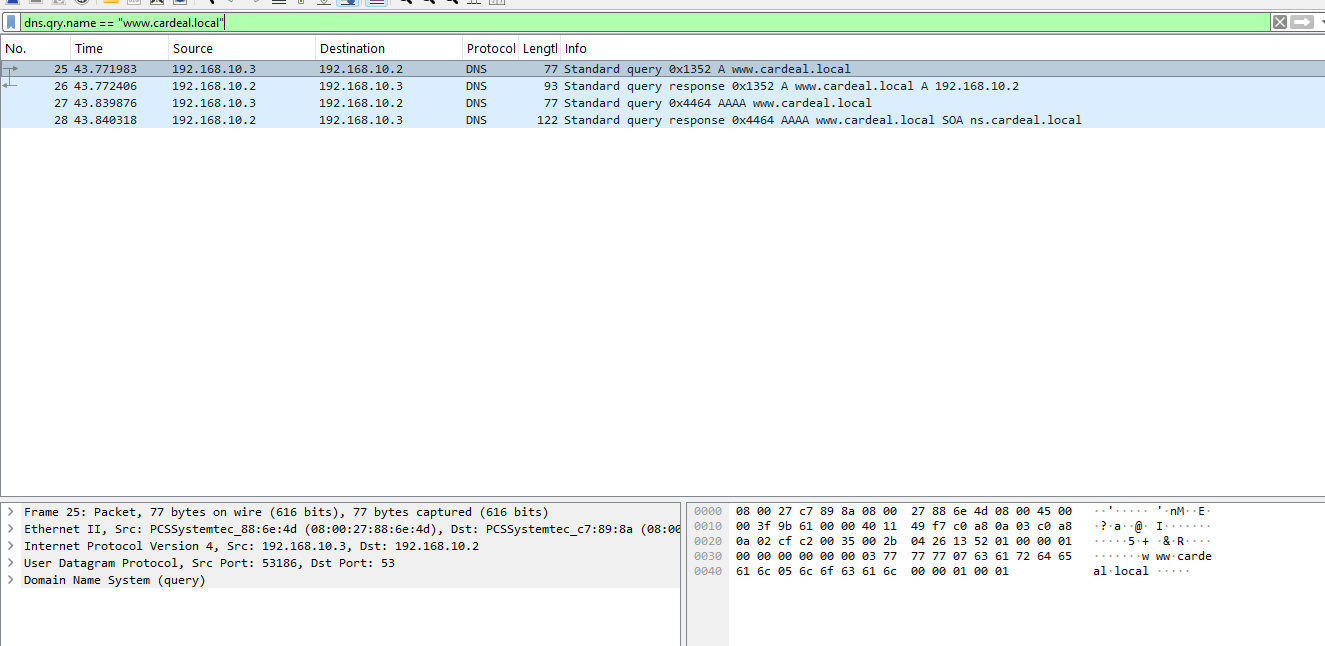 dns.qry.name == "www.cardeal.local"
No. Time Source Destination Protocol Lengtl Info
25 43.771983 192.168.10.3 192.168.10.2 DNS 77 Standard query 0x1352 A www.cardeal.local
26 43.772406 192.168.10.2 192.168.10.3 DNS 93 Standard query response 0x1352 A www.cardeal.local A 192.168.10.2
27 43.839876 192.168.10.3 192.168.10.2 DNS 77 Standard query 0x4464 AAAA www.cardeal.local
28 43.840318 192.168.10.2 192.168.10.3 DNS 122 Standard query response 0x4464 AAAA www.cardeal.local SOA ns.cardeal.local
Frame 25: Packet, 77 bytes on wire (616 bits), 77 bytes captured (616 bits)
Ethernet II, Src: PCSSystemtec_88:6e:4d (08:00:27:88:6e:4d), Dst: PCSSystemtec_c7:89:8a (08:00
Internet Protocol Version 4, Src: 192.168.10.3, Dst: 192.168.10.2
User Datagram Protocol, Src Port: 53186, Dst Port: 53
Domain Name System (query)
0000 08 00 27 c7 89 8a 08 00 27 88 6e 4d 08 00 45 00 ··'····· '·nM··E·
0010 00 3f 9b 61 00 00 40 11 49 f7 c0 a8 0a 03 c0 a8 ·?·a··@· I·······
0020 0a 02 cf c2 00 35 00 2b 04 26 13 52 01 00 00 01 ·····5·+ ·&·R····
0030 00 00 00 00 00 00 03 77 77 77 07 63 61 72 64 65 ·······w ww·carde
0040 61 6c 05 6c 6f 63 61 6c 00 00 01 00 01 al·local ·····